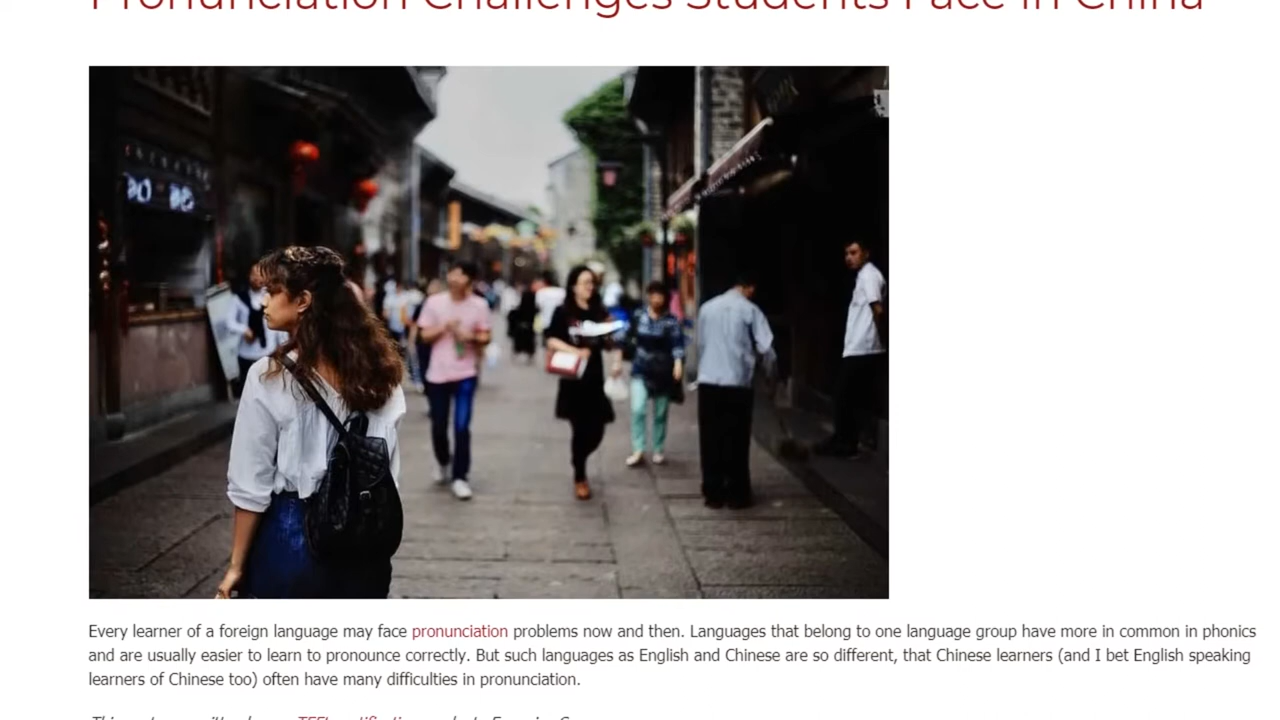 Pronunciation Challenges Students Face in China
Every learner of a foreign language may face pronunciation problems now and then. Languages that belong to one language group have more in common in phonics
and are usually easier to learn to pronounce correctly. But such languages as English and Chinese are so different, that Chinese learners (and I bet English speaking
learners of Chinese too) often have many difficulties in pronunciation.